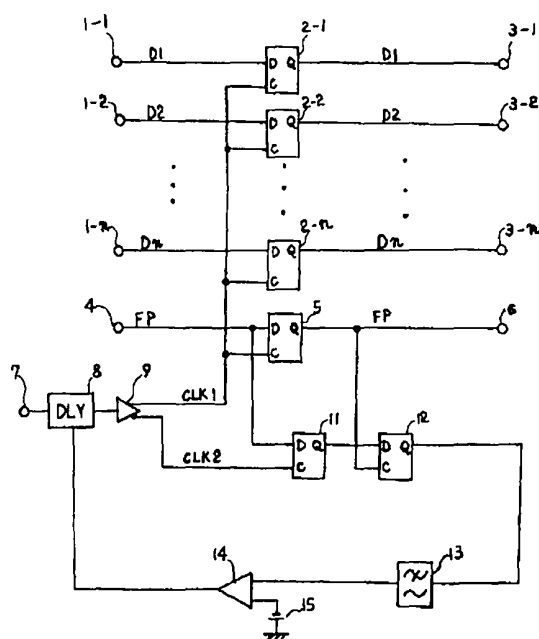 1-1 D1 2-1 D1 3-1
D Q
C
1-2 D2 2-2 D2 3-2
D Q
C
1-n Dn 2-n Dn 3-n
D Q
C
4 FP 5 FP 6
D Q
C
7 8 9
DLY CLK1
CLK2
11 12
D Q D Q
C C
14 13
15